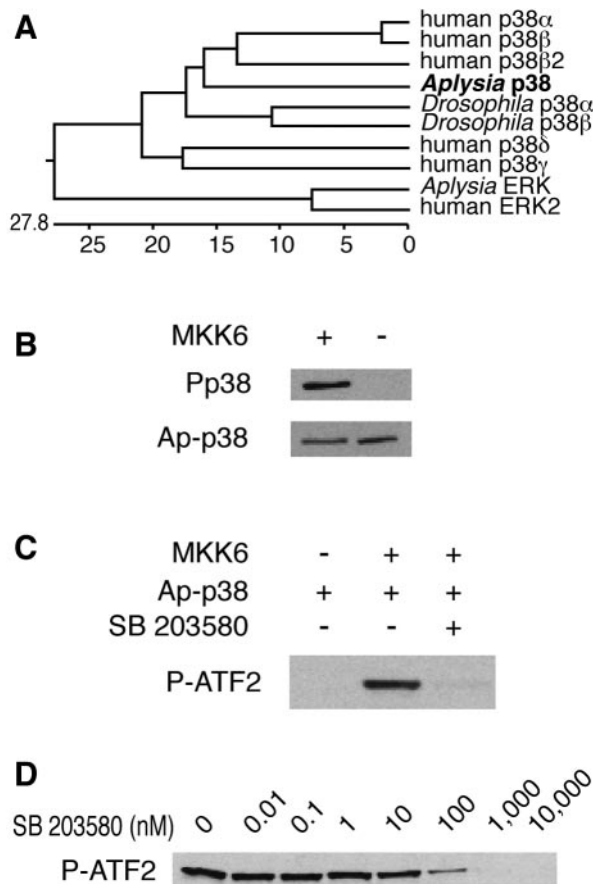 A
human p38α
human p38β
human p38β2
Aplysia p38
Drosophila p38α
Drosophila p38β
human p38δ
human p38γ
Aplysia ERK
human ERK2
27.8
25 20 15 10 5 0
B
MKK6 + -
Pp38
Ap-p38
C
MKK6 - + +
Ap-p38 + + +
SB 203580 - - +
P-ATF2
D
SB 203580 (nM) 0 0.01 0.1 1 10 100 1,000 10,000
P-ATF2